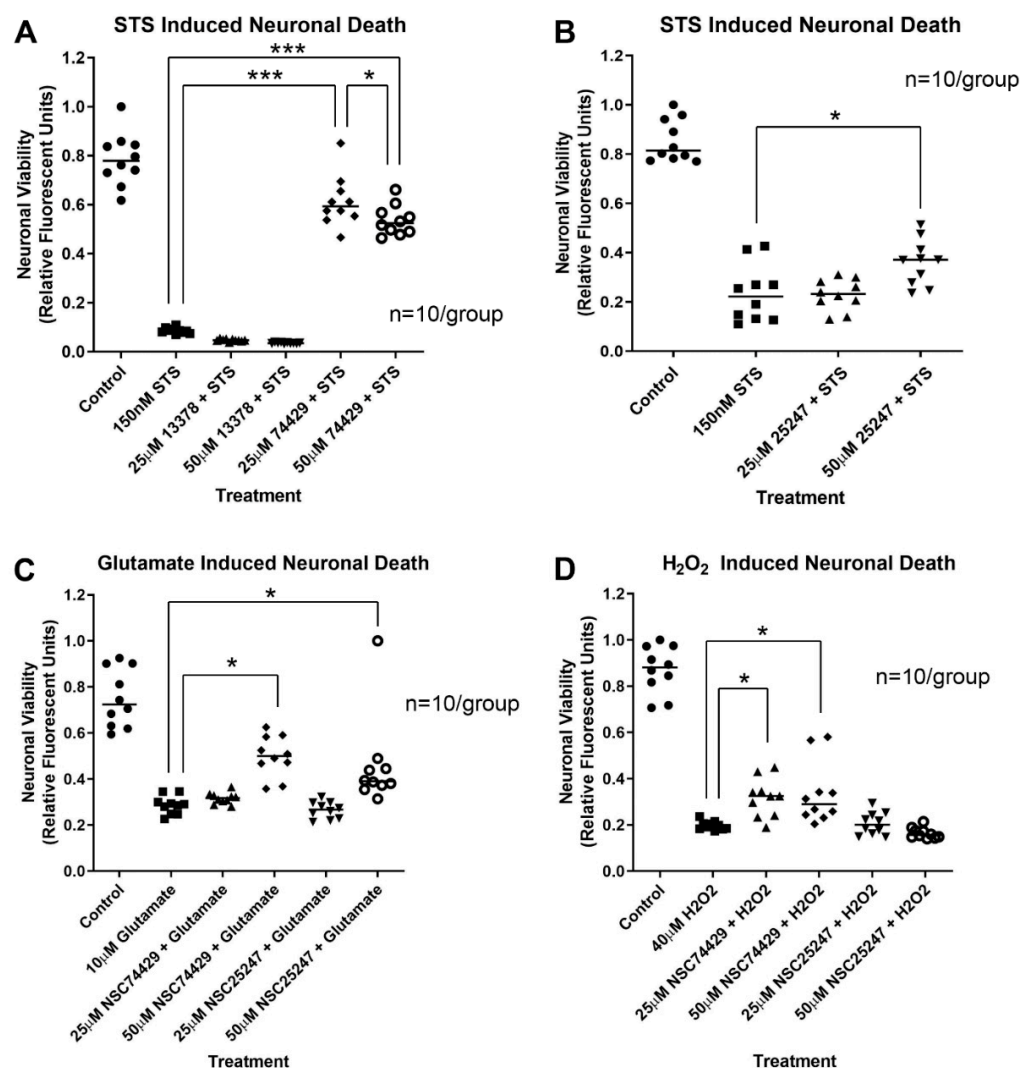 A
STS Induced Neuronal Death
***
***
*
1.2
1.0
0.8
0.6
0.4
0.2
0.0
Neuronal Viability
(Relative Fluorescent Units)
n=10/group
Control
150nM STS
25μM 13378 + STS
50μM 13378 + STS
25μM 74429 + STS
50μM 74429 + STS
Treatment
B
STS Induced Neuronal Death
n=10/group
*
1.2
1.0
0.8
0.6
0.4
0.2
0.0
Neuronal Viability
(Relative Fluorescent Units)
Control
150nM STS
25μM 25247 + STS
50μM 25247 + STS
Treatment
C
Glutamate Induced Neuronal Death
*
*
1.2
1.0
0.8
0.6
0.4
0.2
0.0
Neuronal Viability
(Relative Fluorescent Units)
n=10/group
Control
10μM Glutamate
25μM NSC74429 + Glutamate
50μM NSC74429 + Glutamate
25μM NSC25247 + Glutamate
50μM NSC25247 + Glutamate
Treatment
D
H₂O₂ Induced Neuronal Death
*
*
1.2
1.0
0.8
0.6
0.4
0.2
0.0
Neuronal Viability
(Relative Fluorescent Units)
n=10/group
Control
40μM H2O2
25μM NSC74429 + H2O2
50μM NSC74429 + H2O2
25μM NSC25247 + H2O2
50μM NSC25247 + H2O2
Treatment